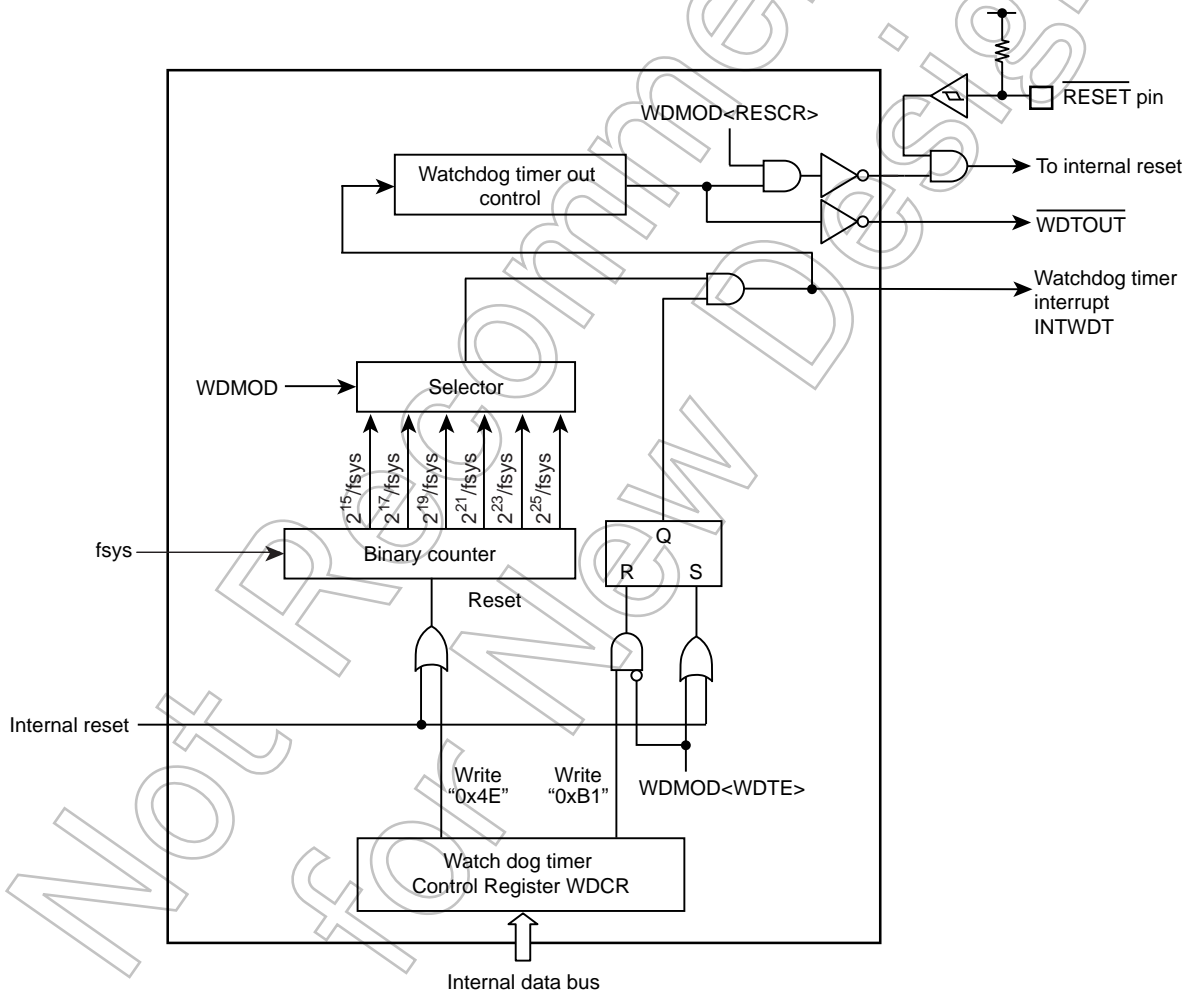 RESET pin
WDMOD<RESCR>
Watchdog timer out
control
To internal reset
WDTOUT
Watchdog timer
interrupt
INTWDT
WDMOD
Selector
2^15/fsys
2^17/fsys
2^19/fsys
2^21/fsys
2^23/fsys
2^25/fsys
fsys
Binary counter
Q
R S
Reset
Internal reset
Write
"0x4E"
Write
"0xB1"
WDMOD<WDTE>
Watch dog timer
Control Register WDCR
Internal data bus
Not Recomme
for New Desig